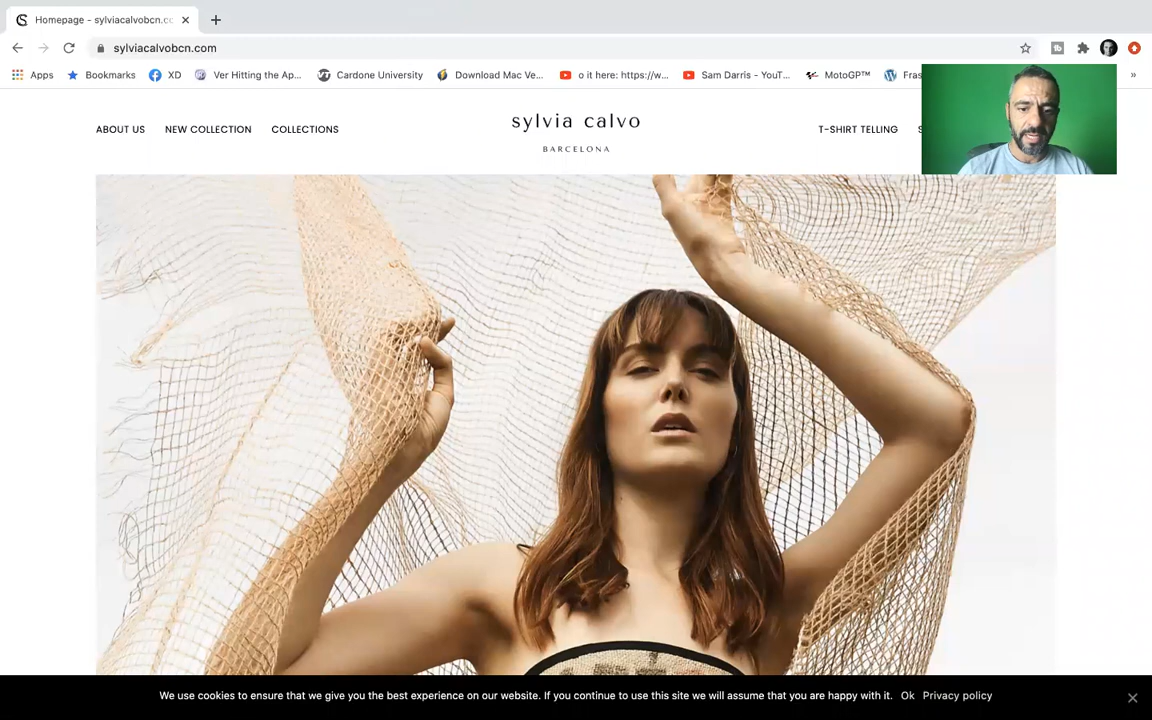 Homepage - sylviacalvobcn.cc
sylviacalvobcn.com
Apps Bookmarks XD Ver Hitting the Ap... Cardone University Download Mac Ve... o it here: https://w... Sam Darris - YouT... MotoGP™ Fras »
ABOUT US NEW COLLECTION COLLECTIONS
sylvia calvo
BARCELONA
T-SHIRT TELLING S
We use cookies to ensure that we give you the best experience on our website. If you continue to use this site we will assume that you are happy with it. Ok Privacy policy